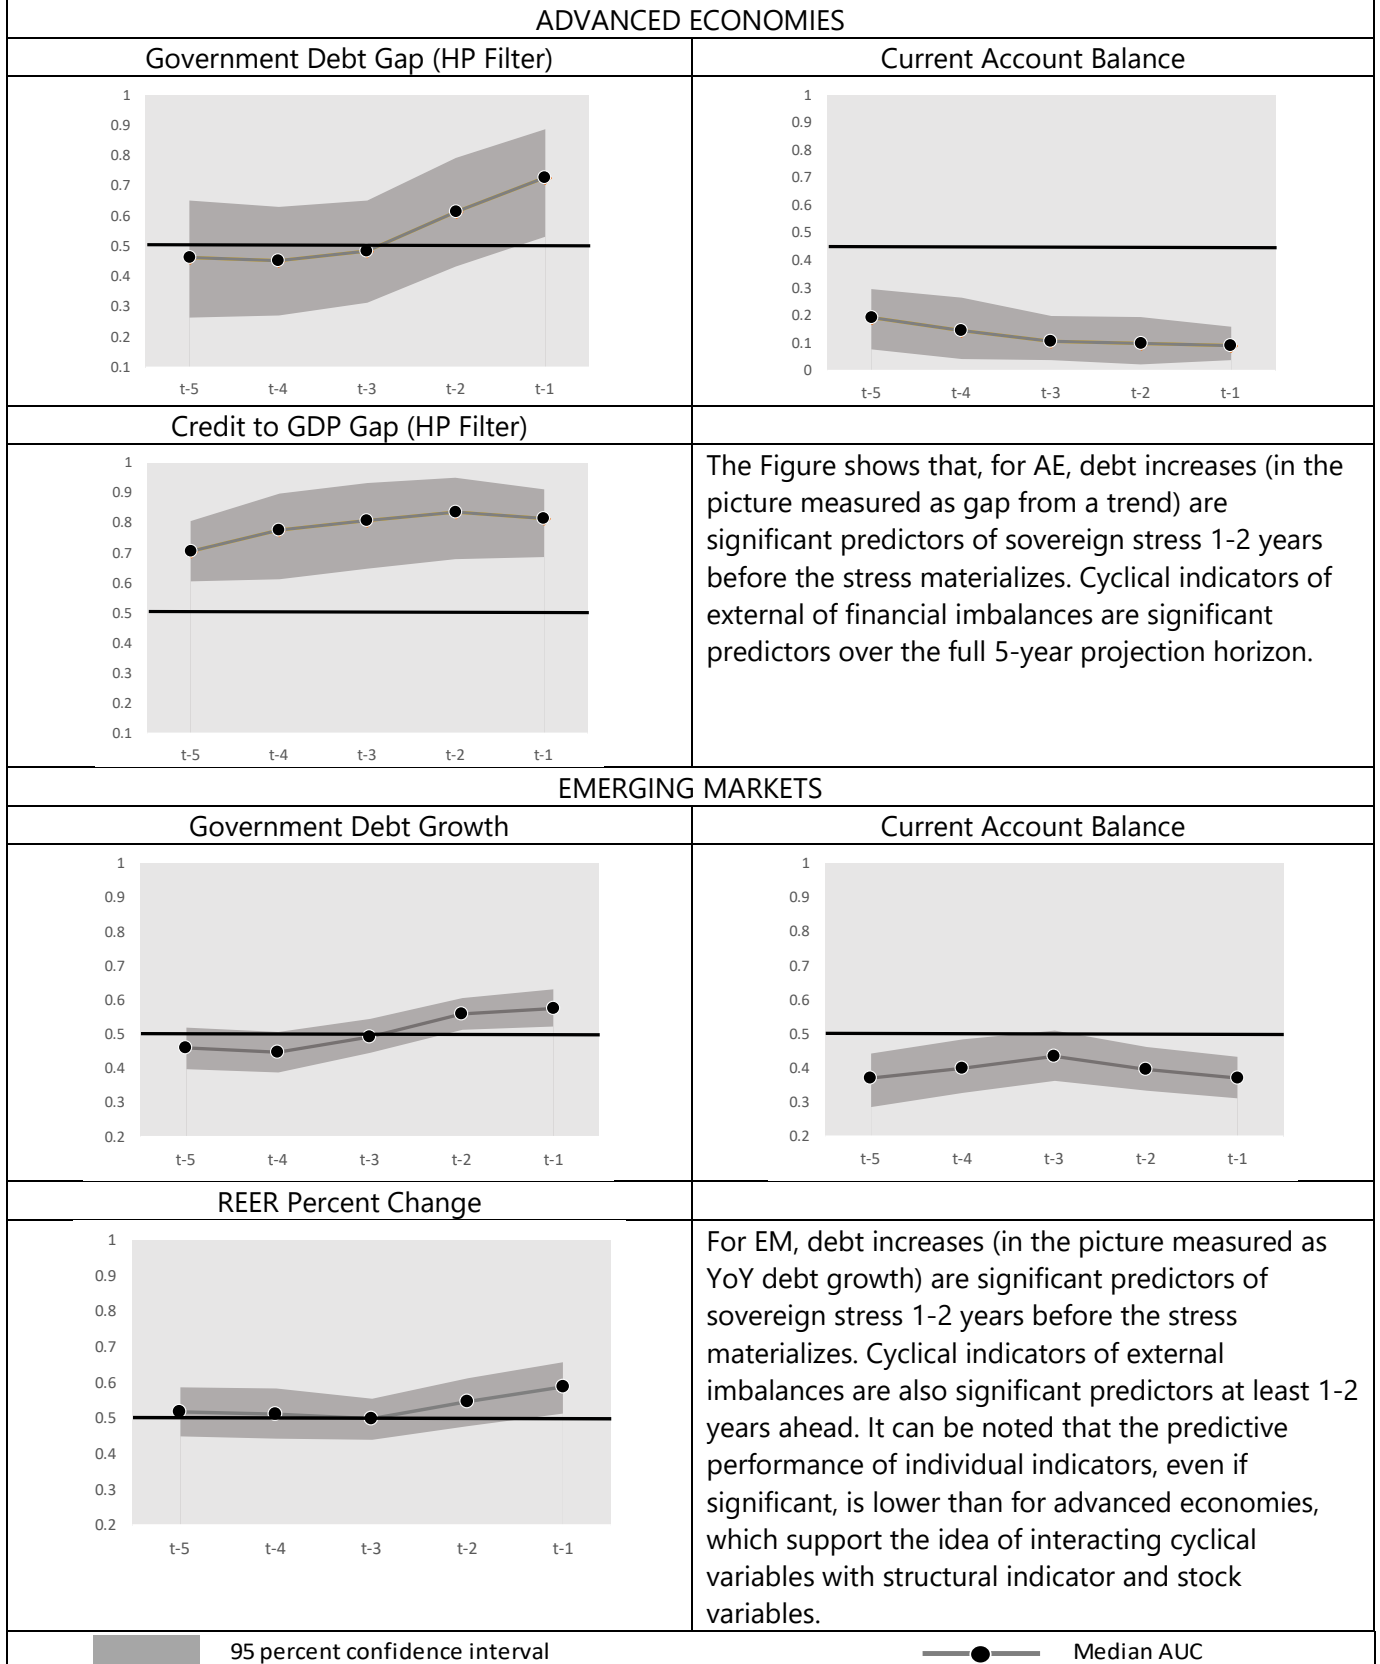 ADVANCED ECONOMIES
Government Debt Gap (HP Filter)
Current Account Balance
1
0.9
0.8
0.7
0.6
0.5
0.4
0.3
0.2
0.1
t-5 t-4 t-3 t-2 t-1
1
0.9
0.8
0.7
0.6
0.5
0.4
0.3
0.2
0.1
0
t-5 t-4 t-3 t-2 t-1
Credit to GDP Gap (HP Filter)
1
0.9
0.8
0.7
0.6
0.5
0.4
0.3
0.2
0.1
t-5 t-4 t-3 t-2 t-1
The Figure shows that, for AE, debt increases (in the
picture measured as gap from a trend) are
significant predictors of sovereign stress 1-2 years
before the stress materializes. Cyclical indicators of
external of financial imbalances are significant
predictors over the full 5-year projection horizon.
EMERGING MARKETS
Government Debt Growth
Current Account Balance
1
0.9
0.8
0.7
0.6
0.5
0.4
0.3
0.2
t-5 t-4 t-3 t-2 t-1
1
0.9
0.8
0.7
0.6
0.5
0.4
0.3
0.2
t-5 t-4 t-3 t-2 t-1
REER Percent Change
1
0.9
0.8
0.7
0.6
0.5
0.4
0.3
0.2
t-5 t-4 t-3 t-2 t-1
For EM, debt increases (in the picture measured as
YoY debt growth) are significant predictors of
sovereign stress 1-2 years before the stress
materializes. Cyclical indicators of external
imbalances are also significant predictors at least 1-2
years ahead. It can be noted that the predictive
performance of individual indicators, even if
significant, is lower than for advanced economies,
which support the idea of interacting cyclical
variables with structural indicator and stock
variables.
95 percent confidence interval
Median AUC